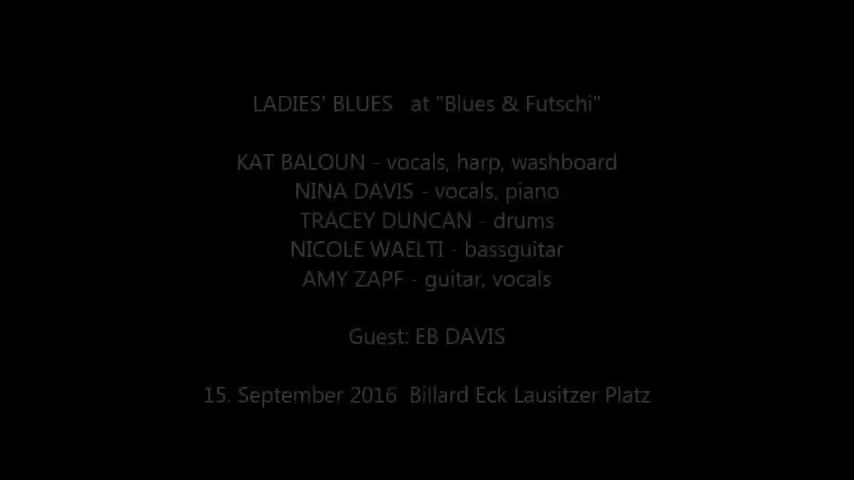 LADIES' BLUES at "Blues & Futschi"
KAT BALOUN - vocals, harp, washboard
NINA DAVIS - vocals, piano
TRACEY DUNCAN - drums
NICOLE WAELTI - bassguitar
AMY ZAPF - guitar, vocals
Guest: EB DAVIS
15. September 2016 Billard Eck Lausitzer Platz